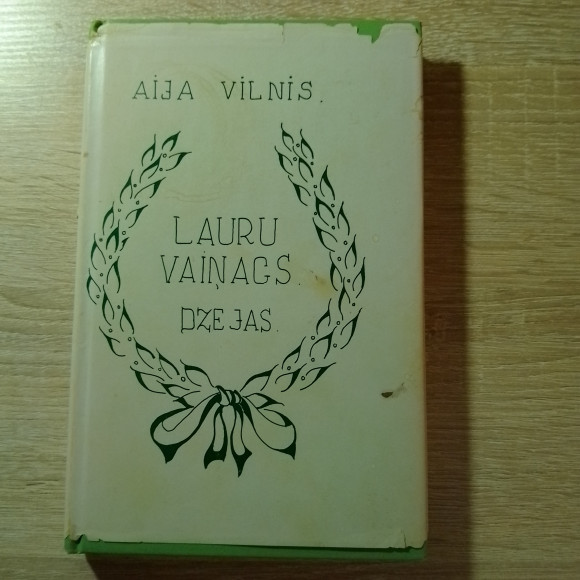 AIJA VILNIS.
LAURU
VAIŅAGS.
DZEJAS.